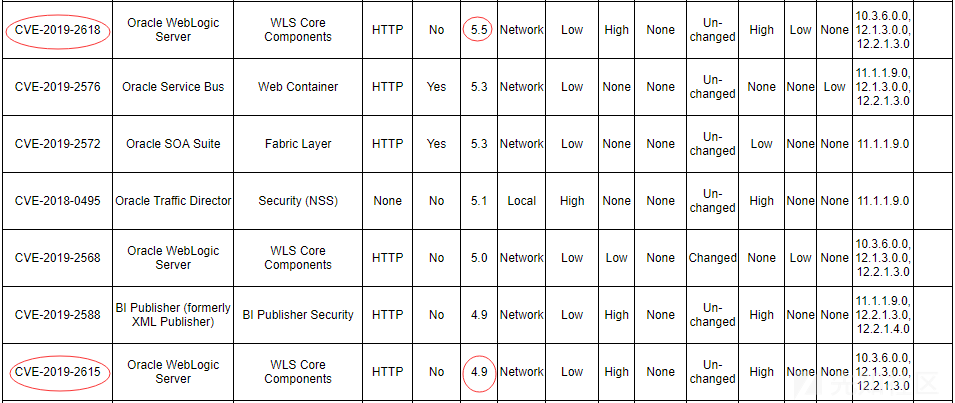 CVE-2019-2618 Oracle WebLogic Server WLS Core Components HTTP No 5.5 Network Low High None Un-changed High Low None 10.3.6.0.0, 12.1.3.0.0, 12.2.1.3.0
CVE-2019-2576 Oracle Service Bus Web Container HTTP Yes 5.3 Network Low None None Un-changed None None Low 11.1.1.9.0, 12.1.3.0.0, 12.2.1.3.0
CVE-2019-2572 Oracle SOA Suite Fabric Layer HTTP Yes 5.3 Network Low None None Un-changed Low None None 11.1.1.9.0
CVE-2018-0495 Oracle Traffic Director Security (NSS) None No 5.1 Local High None None Un-changed High None None 11.1.1.9.0
CVE-2019-2568 Oracle WebLogic Server WLS Core Components HTTP No 5.0 Network Low Low None Changed None Low None 10.3.6.0.0, 12.1.3.0.0, 12.2.1.3.0
CVE-2019-2588 BI Publisher (formerly XML Publisher) BI Publisher Security HTTP No 4.9 Network Low High None Un-changed High None None 11.1.1.9.0, 12.2.1.3.0, 12.2.1.4.0
CVE-2019-2615 Oracle WebLogic Server WLS Core Components HTTP No 4.9 Network Low High None Un-changed High None None 10.3.6.0.0, 12.1.3.0.0, 12.2.1.3.0